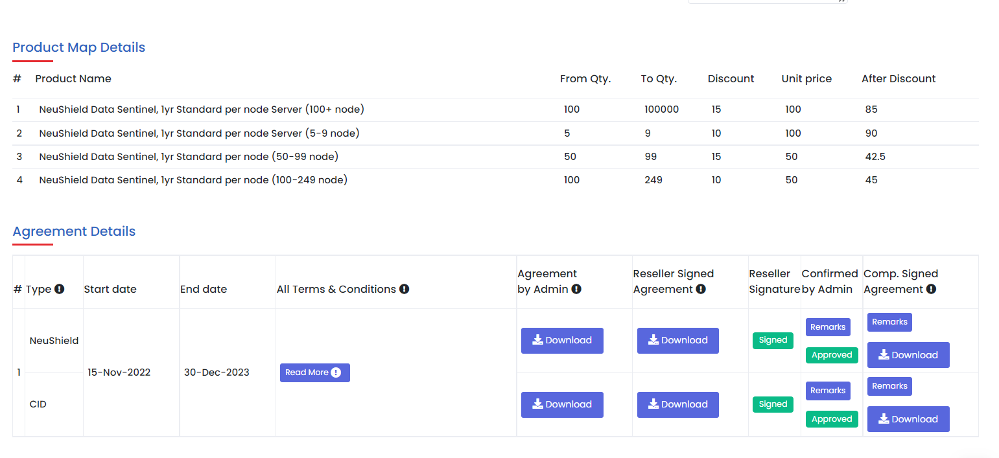 Product Map Details
# Product Name From Qty. To Qty. Discount Unit price After Discount
1 NeuShield Data Sentinel, 1yr Standard per node Server (100+ node) 100 100000 15 100 85
2 NeuShield Data Sentinel, 1yr Standard per node Server (5-9 node) 5 9 10 100 90
3 NeuShield Data Sentinel, 1yr Standard per node (50-99 node) 50 99 15 50 42.5
4 NeuShield Data Sentinel, 1yr Standard per node (100-249 node) 100 249 10 50 45
Agreement Details
# Type Start date End date All Terms & Conditions Agreement by Admin Reseller Signed Agreement Reseller Signature Confirmed by Admin Comp. Signed Agreement
1 NeuShield 15-Nov-2022 30-Dec-2023 Read More Download Download Signed Remarks Approved Remarks Download
CID Download Download Signed Remarks Approved Remarks Download